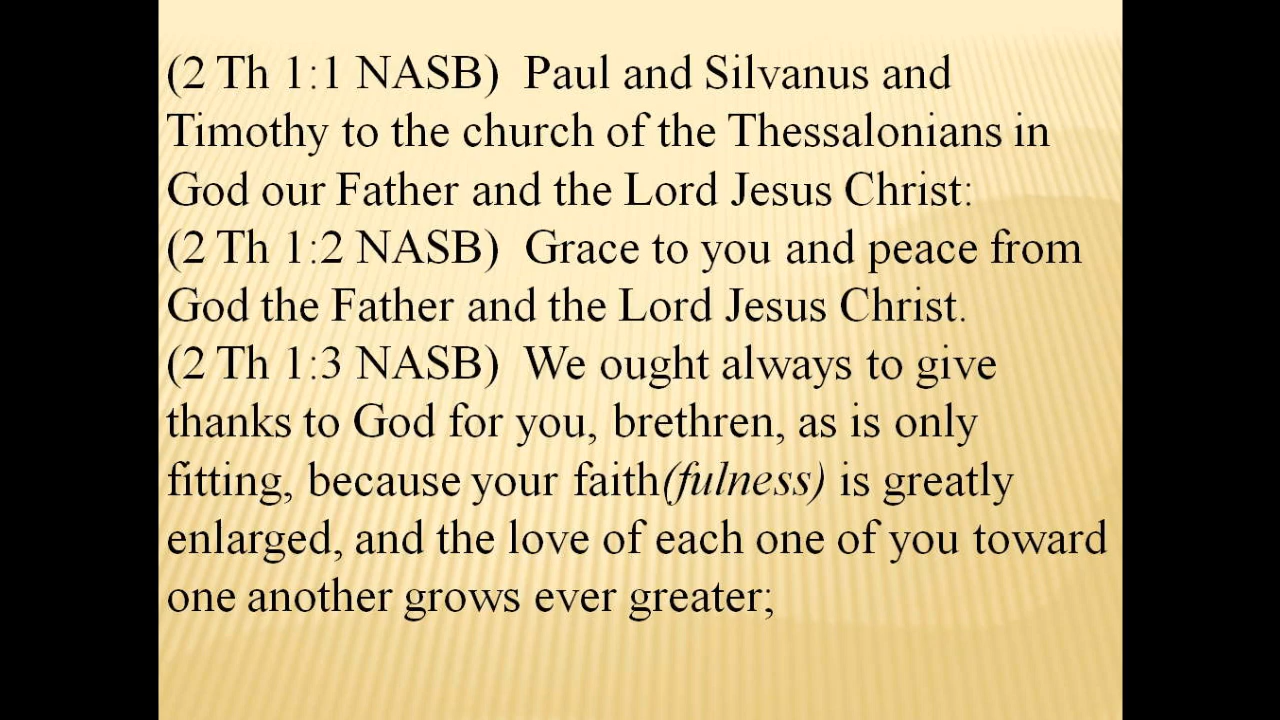 (2 Th 1:1 NASB)  Paul and Silvanus and
Timothy to the church of the Thessalonians in
God our Father and the Lord Jesus Christ:
(2 Th 1:2 NASB)  Grace to you and peace from
God the Father and the Lord Jesus Christ.
(2 Th 1:3 NASB)  We ought always to give
thanks to God for you, brethren, as is only
fitting, because your faith(fulness) is greatly
enlarged, and the love of each one of you toward
one another grows ever greater;